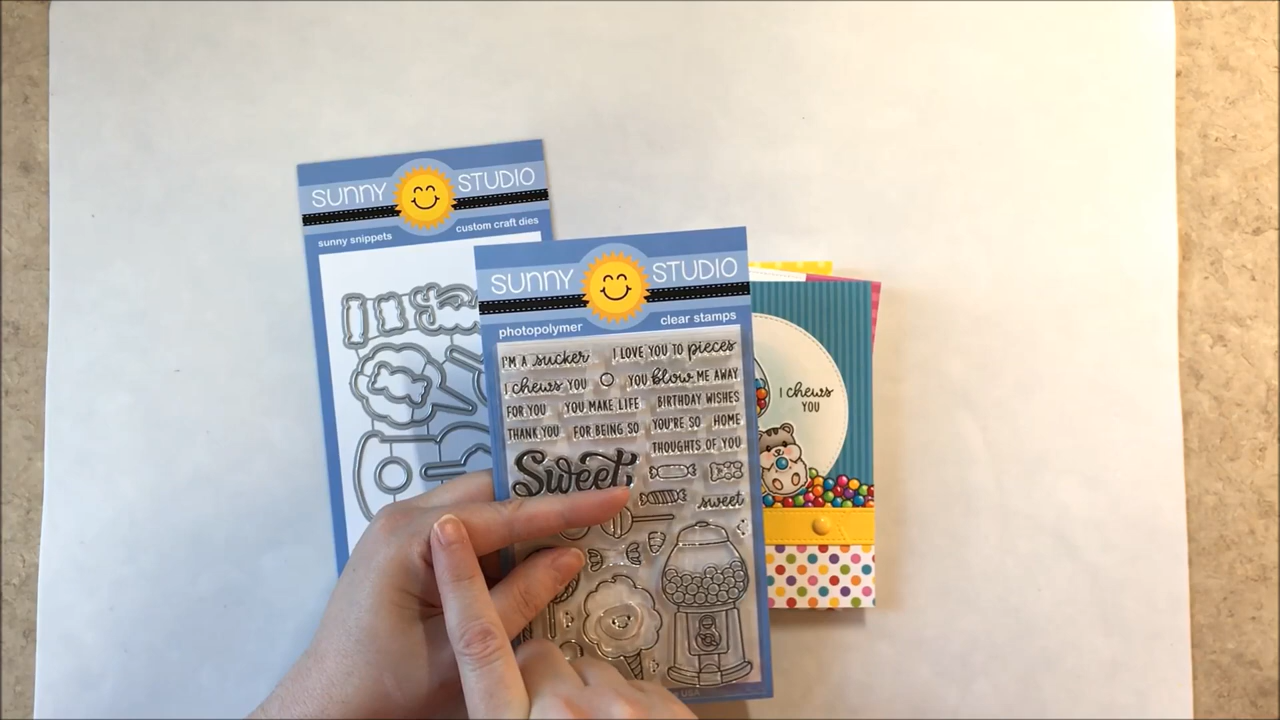 SUNNY STUDIO
sunny snippets custom craft dies
SUNNY STUDIO
photopolymer clear stamps
I'M A sucker I LOVE YOU TO pieces
I chews YOU YOU blow ME AWAY
FOR YOU YOU MAKE LIFE BIRTHDAY WISHES
THANK YOU FOR BEING SO YOU'RE SO HOME
THOUGHTS OF YOU
Sweet
sweet
USA
I chews
YOU